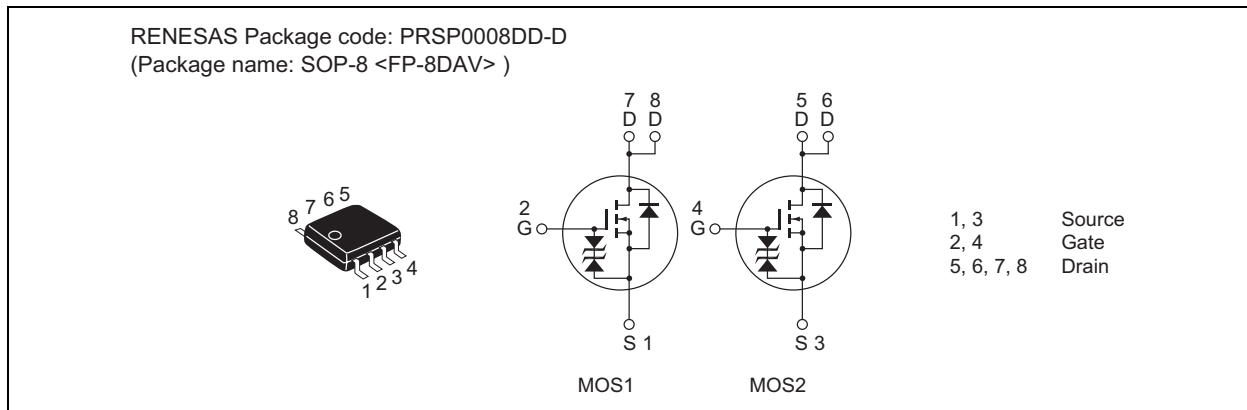 RENESAS Package code: PRSP0008DD-D
(Package name: SOP-8 <FP-8DAV> )
7 8
D D
5 6
D D
8 7 6 5
1 2 3 4
2
G
4
G
S 1
S 3
MOS1
MOS2
1, 3 Source
2, 4 Gate
5, 6, 7, 8 Drain